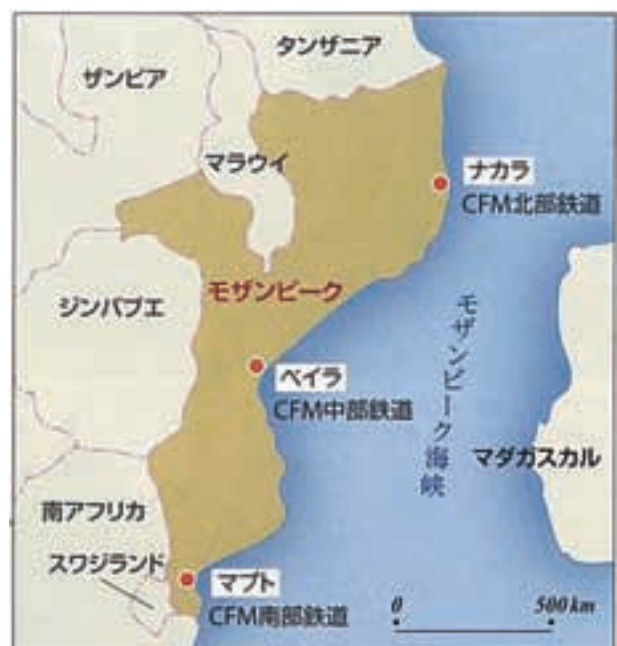 タンザニア
ザンビア
マラウイ
ナカラ
CFM北部鉄道
モザンビーク
ジンバブエ
モザンビーク海峡
ベイラ
CFM中部鉄道
マダガスカル
南アフリカ
スワジランド
マプト
CFM南部鉄道
0 500km